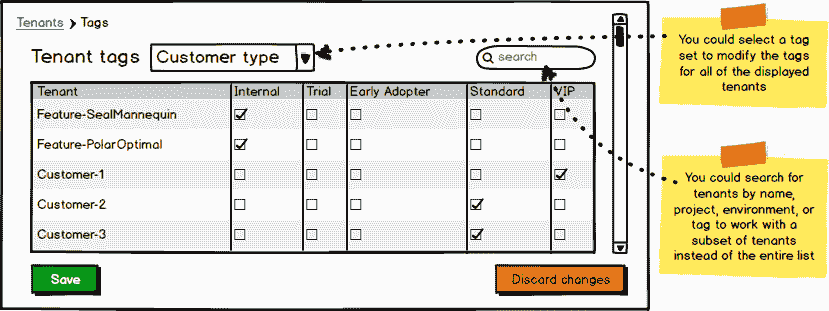 Tenants > Tags
Tenant tags Customer type search
Tenant Internal Trial Early Adopter Standard VIP
Feature-SealMannequin
Feature-PolarOptimal
Customer-1
Customer-2
Customer-3
Save Discard changes
You could select a tag
set to modify the tags
for all of the displayed
tenants
You could search for
tenants by name,
project, environment, or
tag to work with a
subset of tenants
instead of the entire list